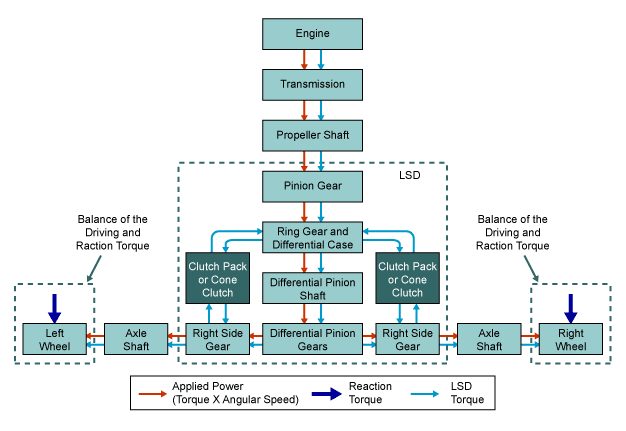 Engine
Transmission
Propeller Shaft
LSD
Pinion Gear
Balance of the
Driving and
Raction Torque
Balance of the
Driving and
Raction Torque
Ring Gear and
Differential Case
Clutch Pack
or Cone
Clutch
Clutch Pack
or Cone
Clutch
Differential Pinion
Shaft
Left
Wheel
Axle
Shaft
Right Side
Gear
Differential Pinion
Gears
Right Side
Gear
Axle
Shaft
Right
Wheel
Applied Power
(Torque X Angular Speed)
Reaction
Torque
LSD
Torque